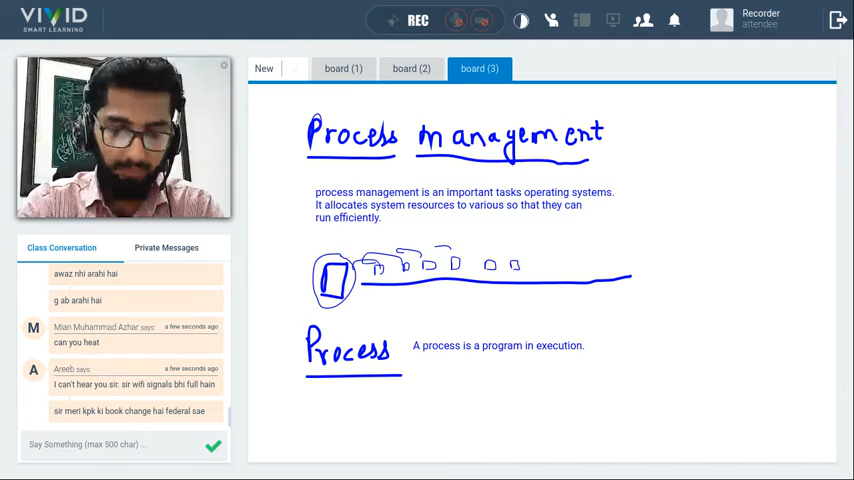 VIVID
SMART LEARNING
REC
Recorder
attendee
New
board (1)
board (2)
board (3)
Process management
process management is an important tasks operating systems.
It allocates system resources to various so that they can
run efficiently.
Process
A process is a program in execution.
Class Conversation
Private Messages
awaz nhi arahi hai
g ab arahi hai
M
Mian Muhammad Azhar says:
a few seconds ago
can you heat
A
Areeb says:
a few seconds ago
I can't hear you sir. sir wifi signals bhi full hain
sir meri kpk ki book change hai federal sae
Say Something (max 500 char) ...